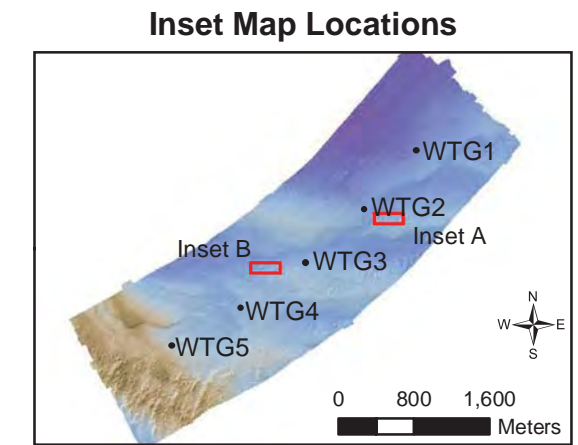 Inset Map Locations
WTG1
WTG2
Inset A
Inset B
WTG3
WTG4
WTG5
N
W E
S
0 800 1,600
Meters